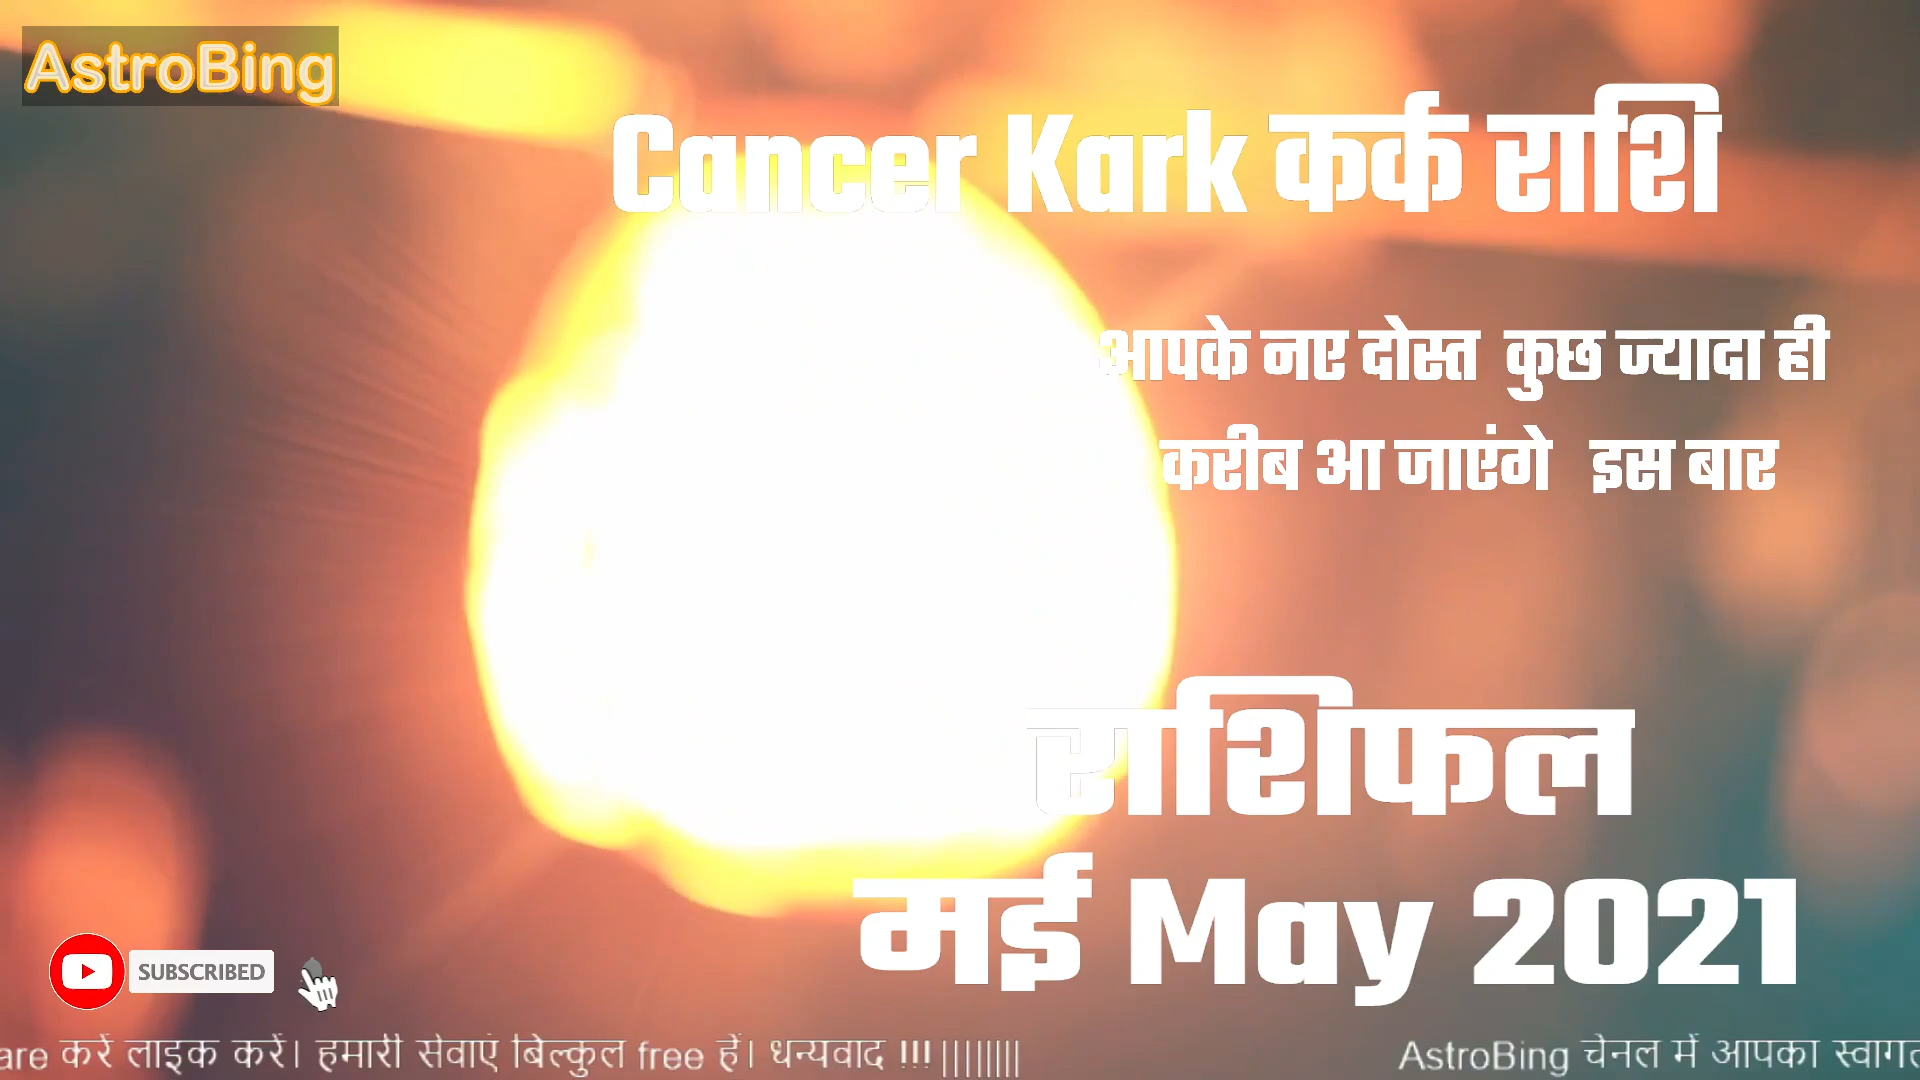 AstroBing
Cancer Kark कर्क राशि
आपके नए दोस्त कुछ ज्यादा ही
करीब आ जाएंगे इस बार
राशिफल
मई May 2021
SUBSCRIBED
are करें लाइक करें। हमारी सेवाएं बिल्कुल free हैं। धन्यवाद !!! |||||||| AstroBing चेनल में आपका स्वागत